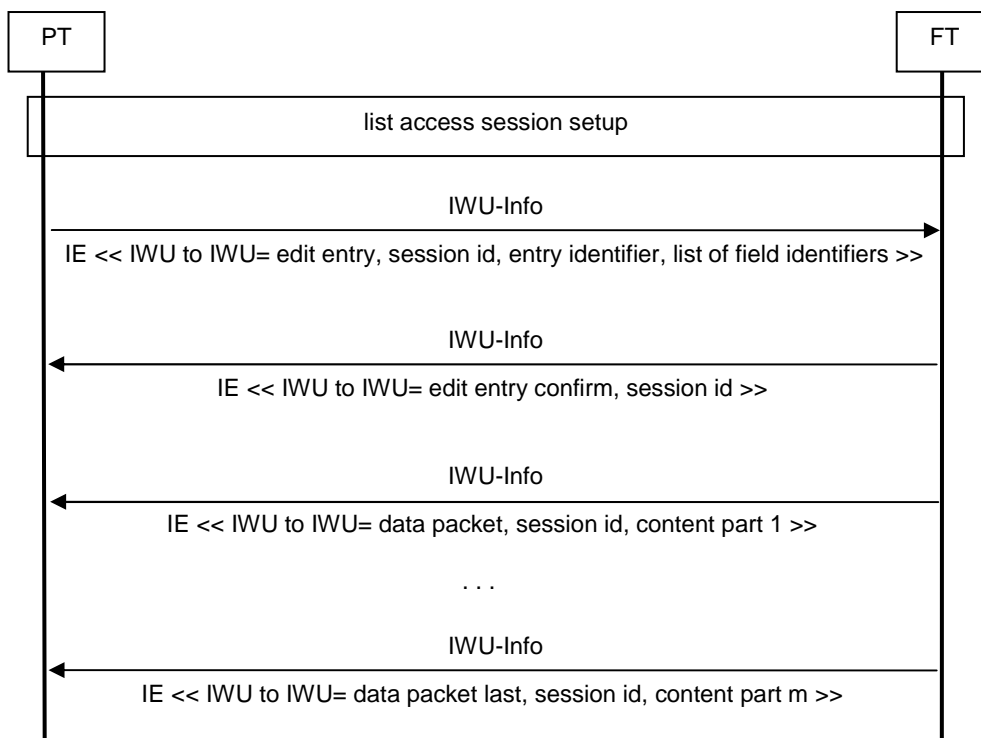 PT
FT
list access session setup
IWU-Info
IE << IWU to IWU= edit entry, session id, entry identifier, list of field identifiers >>
IWU-Info
IE << IWU to IWU= edit entry confirm, session id >>
IWU-Info
IE << IWU to IWU= data packet, session id, content part 1 >>
. . .
IWU-Info
IE << IWU to IWU= data packet last, session id, content part m >>